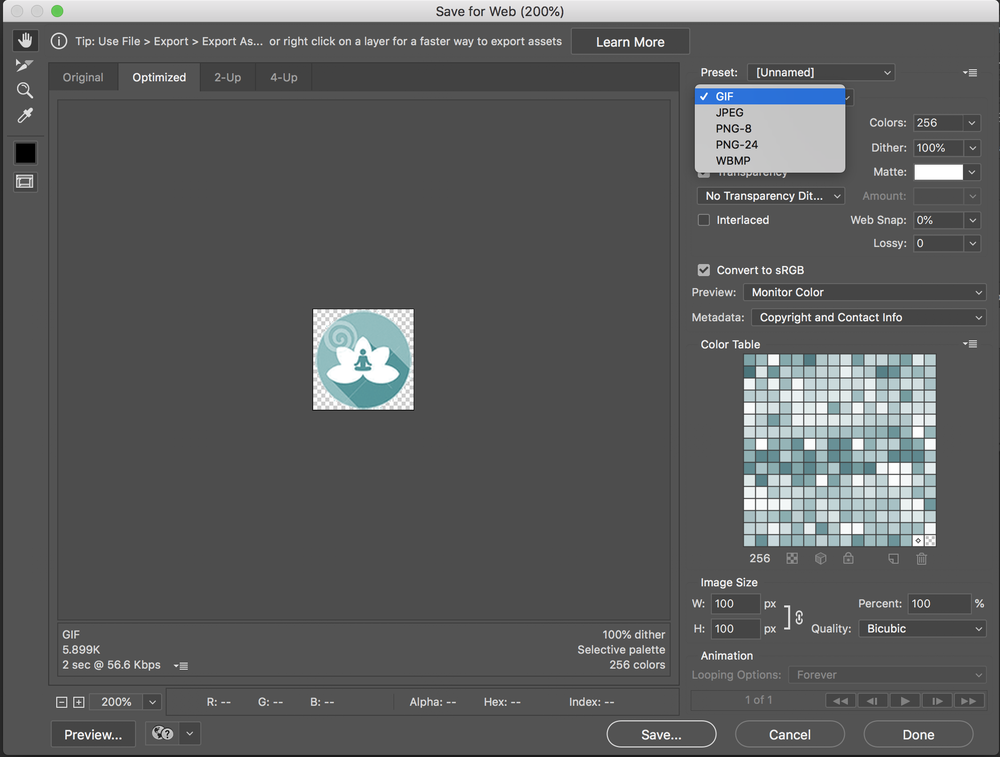 Save for Web (200%)
Tip: Use File > Export > Export As... or right click on a layer for a faster way to export assets
Learn More
Original
Optimized
2-Up
4-Up
Preset:
[Unnamed]
GIF
JPEG
PNG-8
PNG-24
WBMP
Colors:
256
Dither:
100%
Transparency
Matte:
No Transparency Dit...
Amount:
Interlaced
Web Snap:
0%
Lossy:
0
Convert to sRGB
Preview:
Monitor Color
Metadata:
Copyright and Contact Info
Color Table
256
Image Size
W:
100
px
Percent:
100
%
H:
100
px
Quality:
Bicubic
GIF
5.899K
2 sec @ 56.6 Kbps
100% dither
Selective palette
256 colors
Animation
Looping Options:
Forever
1 of 1
200%
R: --
G: --
B: --
Alpha: --
Hex: --
Index: --
Preview...
?
Save...
Cancel
Done